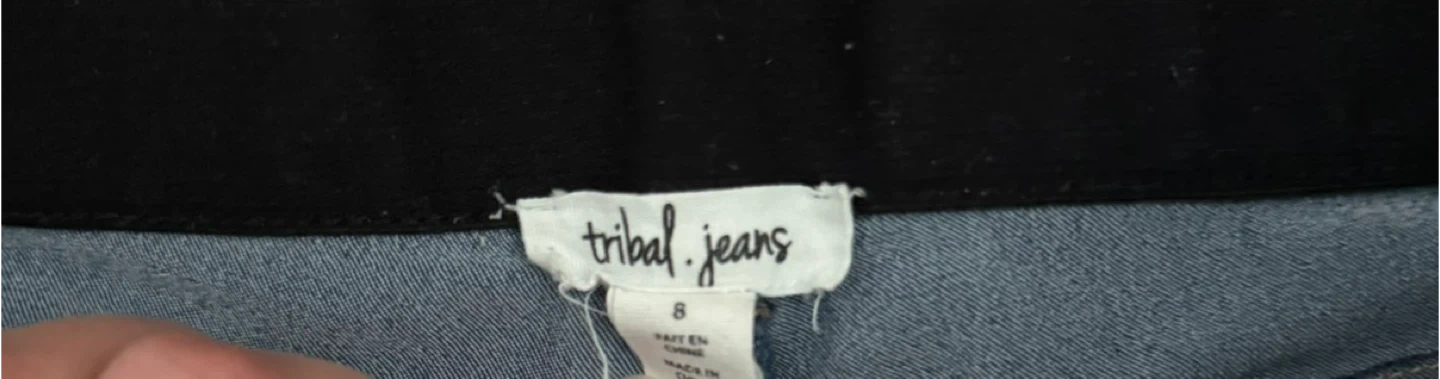 tribal.jeans
8
FAIT EN
CHINE
MADE IN